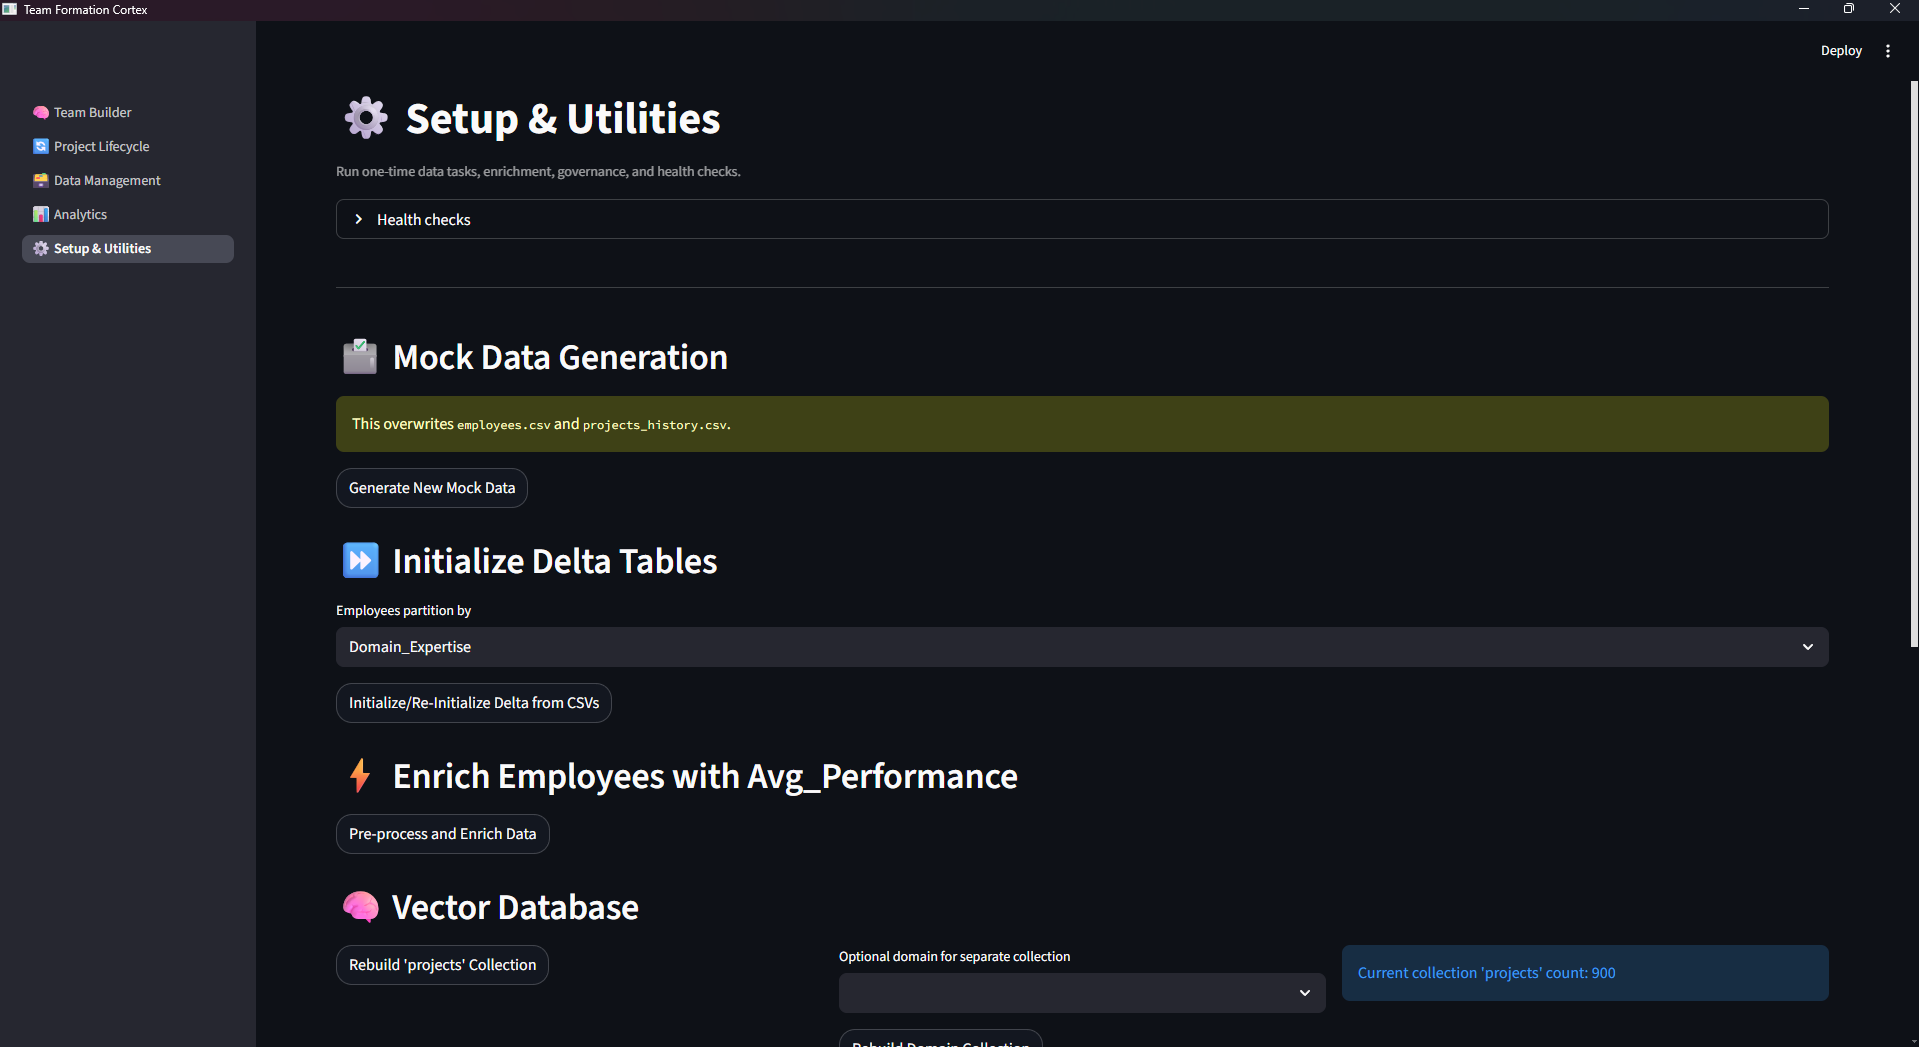 Team Formation Cortex
Deploy
Team Builder
Project Lifecycle
Data Management
Analytics
Setup & Utilities
Setup & Utilities
Run one-time data tasks, enrichment, governance, and health checks.
Health checks
Mock Data Generation
This overwrites employees.csv and projects_history.csv.
Generate New Mock Data
Initialize Delta Tables
Employees partition by
Domain_Expertise
Initialize/Re-Initialize Delta from CSVs
Enrich Employees with Avg_Performance
Pre-process and Enrich Data
Vector Database
Rebuild 'projects' Collection
Optional domain for separate collection
Current collection 'projects' count: 900
Rebuild Domain Collection